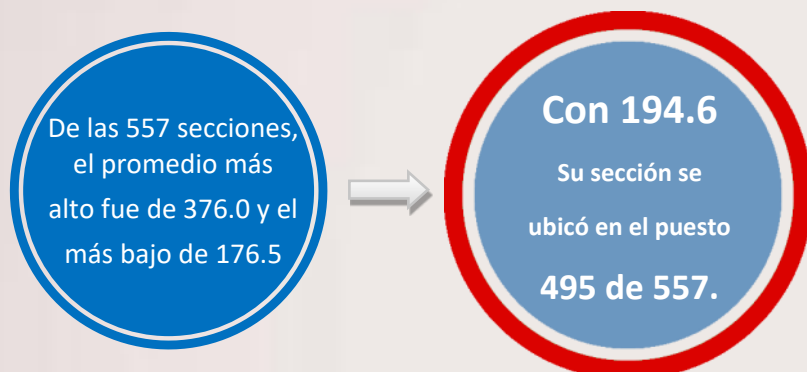 De las 557 secciones,
el promedio más
alto fue de 376.0 y el
más bajo de 176.5
Con 194.6
Su sección se
ubicó en el puesto
495 de 557.